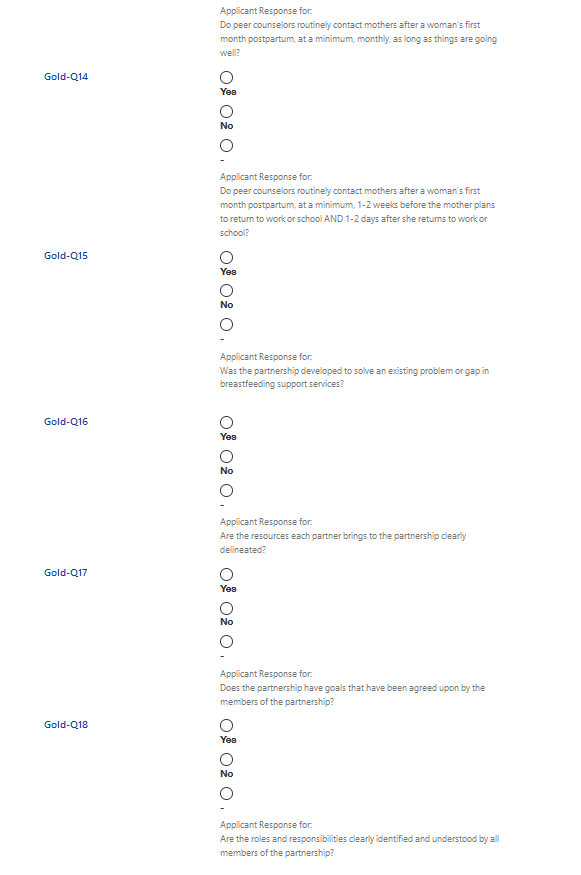 Applicant Response for:
Do peer counselors routinely contact mothers after a woman's first
month postpartum, at a minimum, monthly, as long as things are going
well?
Gold-Q14
Yes
No
-
Applicant Response for:
Do peer counselors routinely contact mothers after a woman's first
month postpartum, at a minimum, 1-2 weeks before the mother plans
to return to work or school AND 1-2 days after she returns to work or
school?
Gold-Q15
Yes
No
-
Applicant Response for:
Was the partnership developed to solve an existing problem or gap in
breastfeeding support services?
Gold-Q16
Yes
No
-
Applicant Response for:
Are the resources each partner brings to the partnership clearly
delineated?
Gold-Q17
Yes
No
-
Applicant Response for:
Does the partnership have goals that have been agreed upon by the
members of the partnership?
Gold-Q18
Yes
No
-
Applicant Response for:
Are the roles and responsibilities clearly identified and understood by all
members of the partnership?